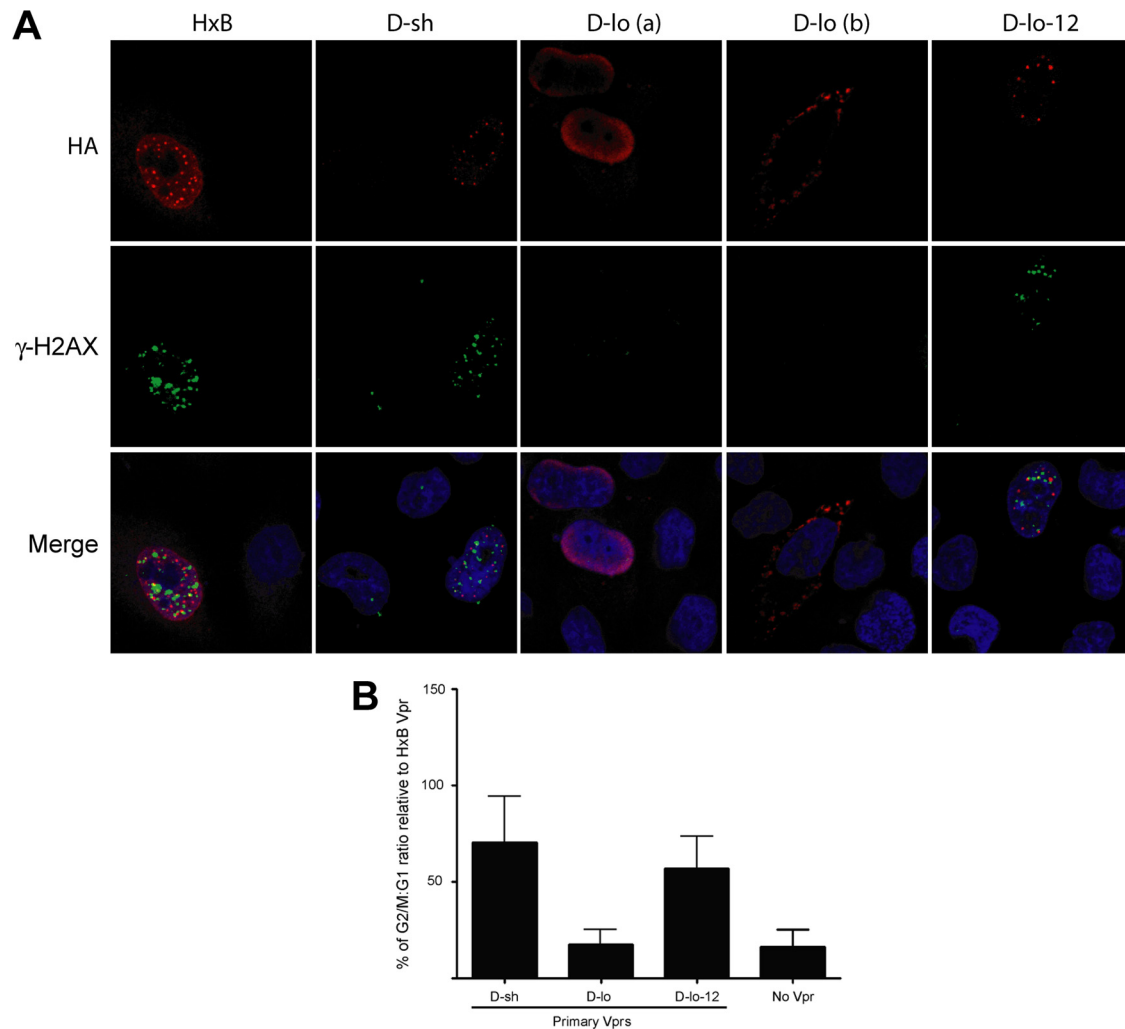 A
HxB
D-sh
D-lo (a)
D-lo (b)
D-lo-12
HA
γ-H2AX
Merge
B
% of G2/M:G1 ratio relative to HxB Vpr
150
100
50
D-sh
D-lo
D-lo-12
No Vpr
Primary Vprs